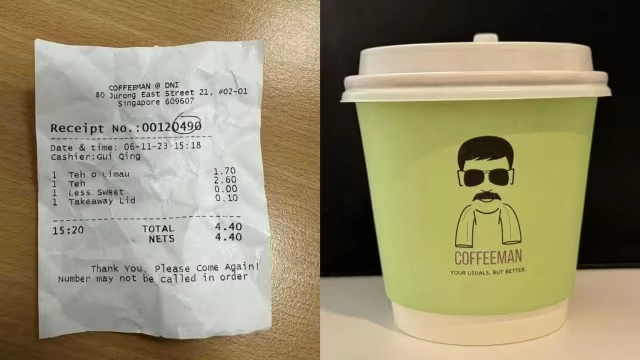 COFFEEMAN @ DNI
80 Jurong East Street 21, #02-01
Singapore 609607
Receipt No.:00120490
Date & time: 06-11-23 15:18
Cashier:Gui Qing
1 Teh o Limau 1.70
1 Teh 2.60
1 Less Sweet 0.00
1 Takeaway Lid 0.10
15:20 TOTAL 4.40
NETS 4.40
Thank You, Please Come Again!
Number may not be called in order
COFFEEMAN
YOUR USUALS, BUT BETTER.